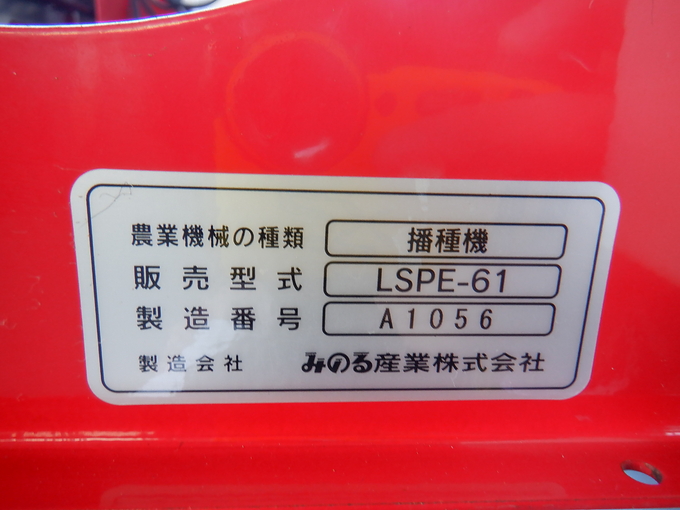 農業機械の種類 播種機
販売型式 LSPE-61
製造番号 A1056
製造会社 みのる産業株式会社